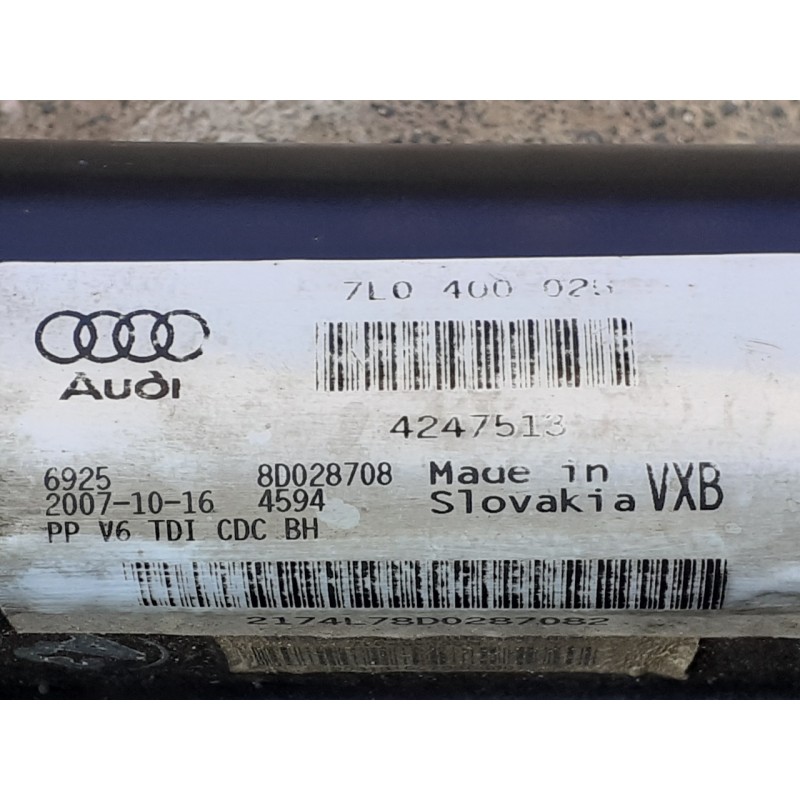 7L0 400
Audi
4247513
6925 8D028708 Made in
2007-10-16 4594 Slovakia VXB
PP V6 TDI CDC BH
2174L78D0287082